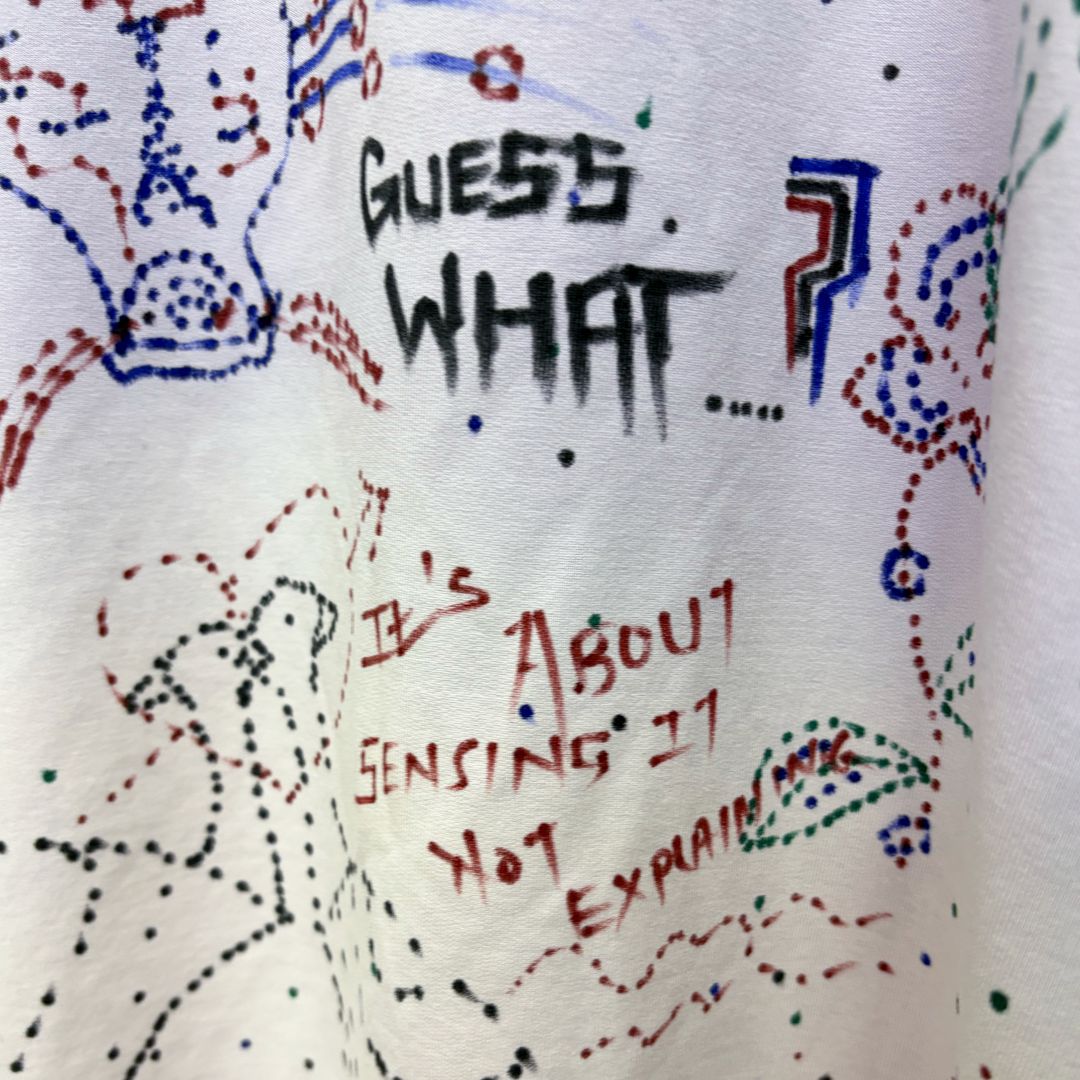 GUESS.
WHAT....
IT'S
ABOUT
SENSING IT
NOT
EXPLAINING